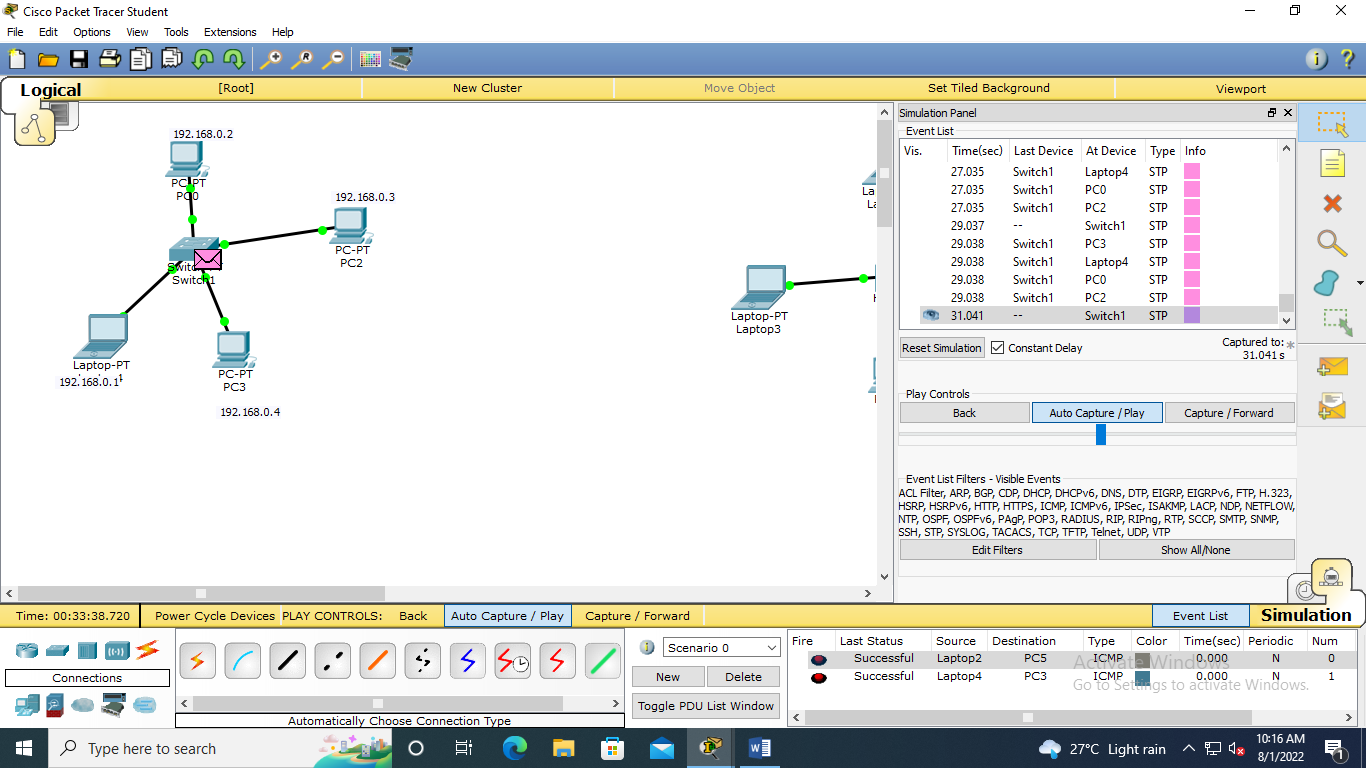 Cisco Packet Tracer Student
File Edit Options View Tools Extensions Help
Logical [Root] New Cluster Move Object Set Tiled Background Viewport
192.168.0.2
PC-PT
PC0
192.168.0.3
PC-PT
PC2
Switch1
Laptop-PT
192.168.0.1
PC-PT
PC3
192.168.0.4
Laptop-PT
Laptop3
Simulation Panel
Event List
Vis. Time(sec) Last Device At Device Type Info
27.035 Switch1 Laptop4 STP
27.035 Switch1 PC0 STP
27.035 Switch1 PC2 STP
29.037 -- Switch1 STP
29.038 Switch1 PC3 STP
29.038 Switch1 Laptop4 STP
29.038 Switch1 PC0 STP
29.038 Switch1 PC2 STP
31.041 -- Switch1 STP
Reset Simulation Constant Delay Captured to: *
31.041 s
Play Controls
Back Auto Capture / Play Capture / Forward
Event List Filters - Visible Events
ACL Filter, ARP, BGP, CDP, DHCP, DHCPv6, DNS, DTP, EIGRP, EIGRPv6, FTP, H.323,
HSRP, HSRPv6, HTTP, HTTPS, ICMP, ICMPv6, IPSec, ISAKMP, LACP, NDP, NETFLOW,
NTP, OSPF, OSPFv6, PAgP, POP3, RADIUS, RIP, RIPng, RTP, SCCP, SMTP, SNMP,
SSH, STP, SYSLOG, TACACS, TCP, TFTP, Telnet, UDP, VTP
Edit Filters Show All/None
Time: 00:33:38.720 Power Cycle Devices PLAY CONTROLS: Back Auto Capture / Play Capture / Forward Event List Simulation
Connections
Automatically Choose Connection Type
Scenario 0
New Delete
Toggle PDU List Window
Fire Last Status Source Destination Type Color Time(sec) Periodic Num
Successful Laptop2 PC5 ICMP 0.000 N 0
Successful Laptop4 PC3 ICMP 0.000 N 1
Activate Windows
Go to Settings to activate Windows.
Type here to search
27°C Light rain
10:16 AM
8/1/2022
1